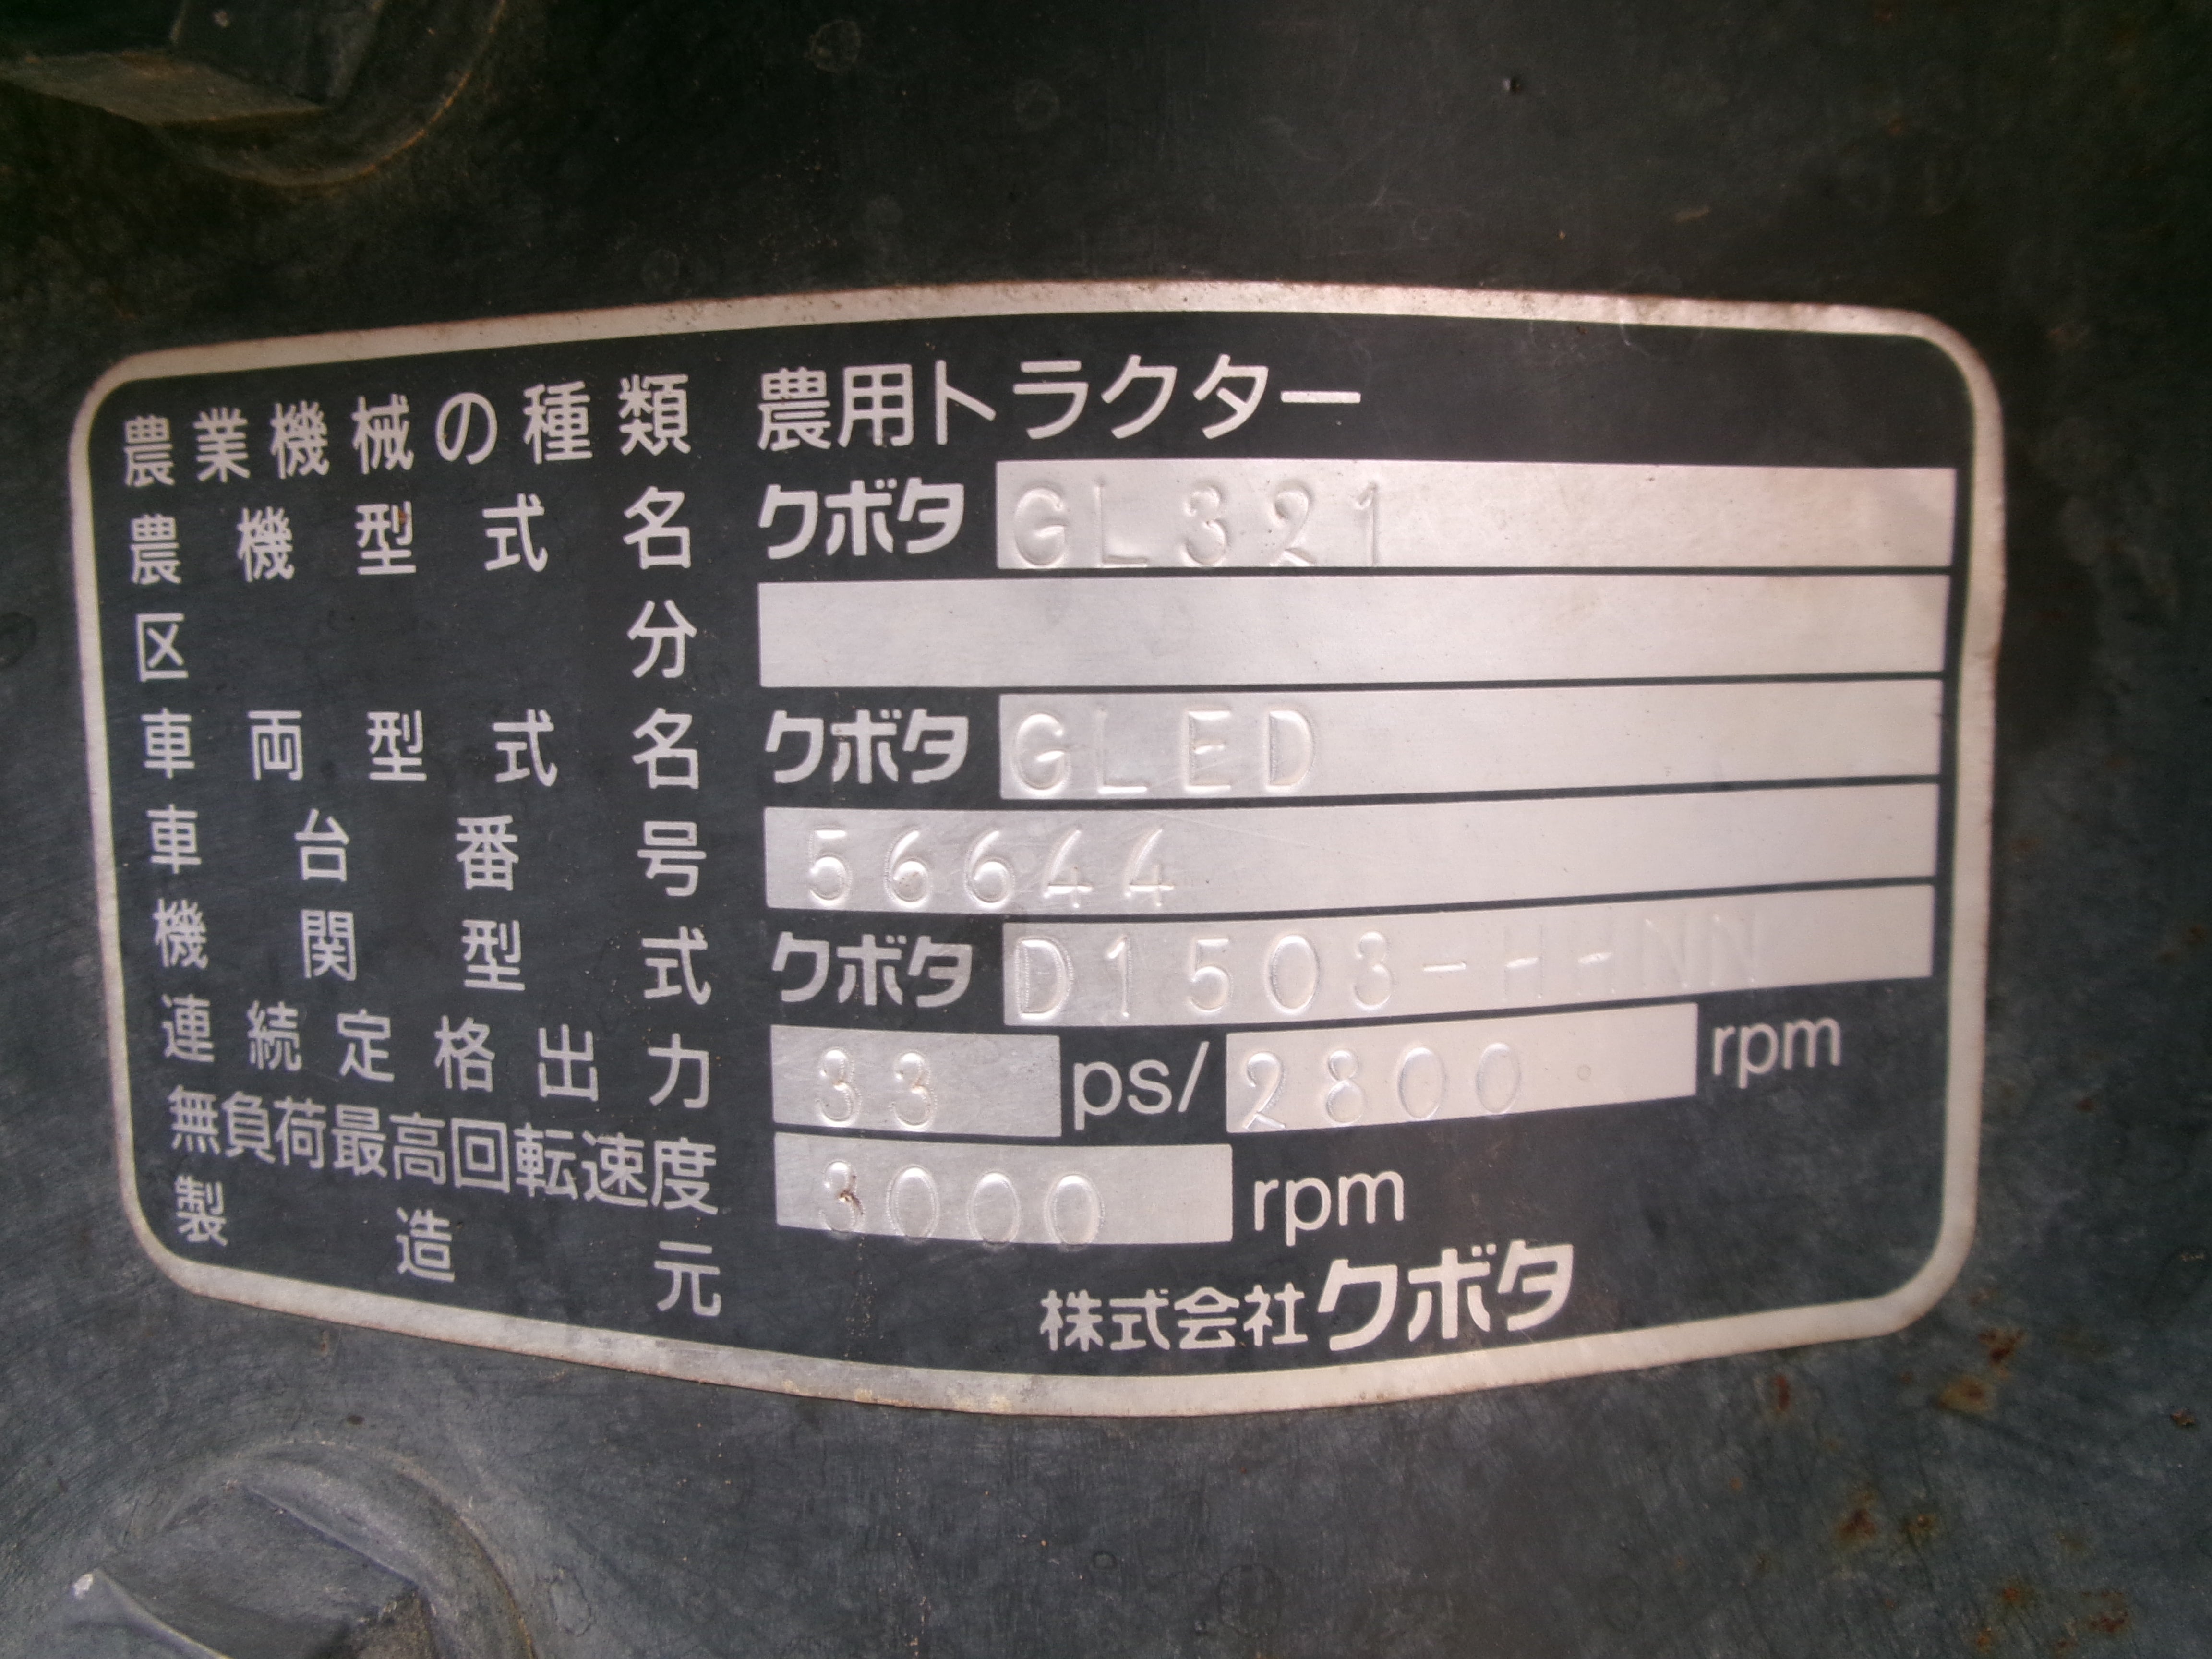 農業機械の種類 農用トラクター
農機型式名 クボタ GL321
区分
車両型式名 クボタ GLED
車台番号 56644
機関型式 クボタ D1503-H-NN
連続定格出力 33 ps/ 2800 rpm
無負荷最高回転速度 3000 rpm
製造元 株式会社クボタ